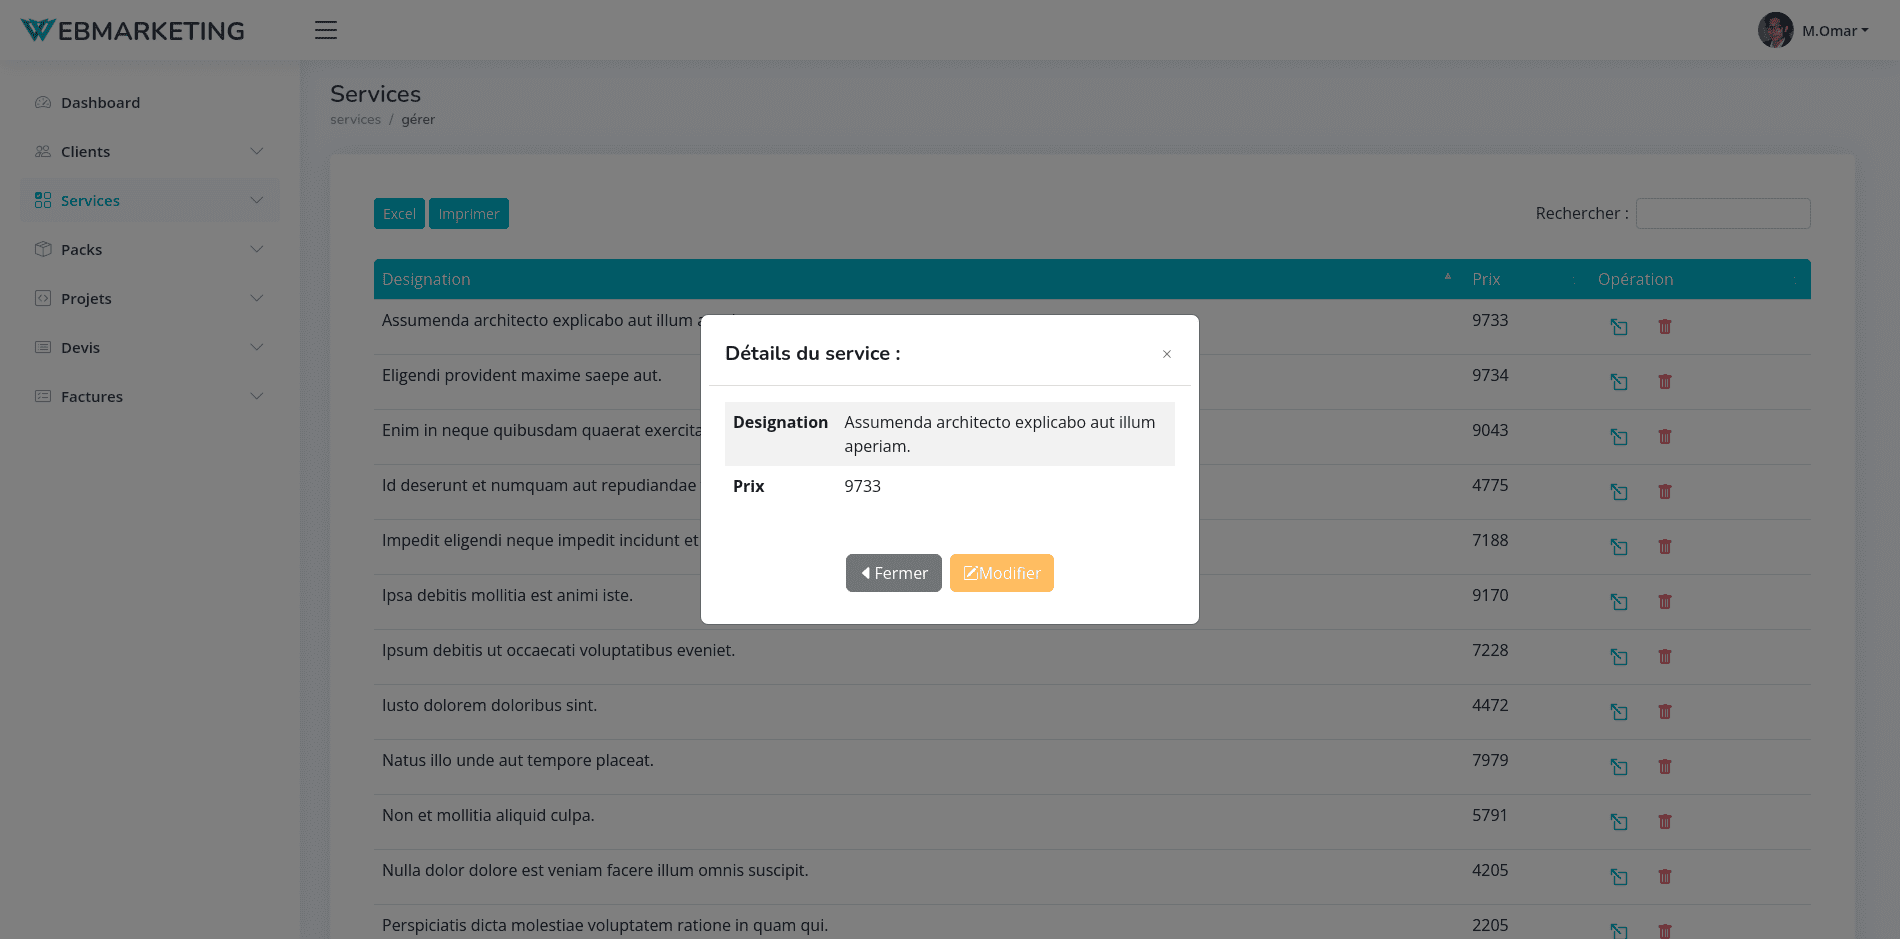 WEBMARKETING
M.Omar
Dashboard
Clients
Services
Packs
Projets
Devis
Factures
Services
services / gérer
Excel Imprimer
Rechercher :
Designation Prix Opération
Assumenda architecto explicabo aut illum 9733
Eligendi provident maxime saepe aut. 9734
Enim in neque quibusdam quaerat exercita 9043
Id deserunt et numquam aut repudiandae 4775
Impedit eligendi neque impedit incidunt et 7188
Ipsa debitis mollitia est animi iste. 9170
Ipsum debitis ut occaecati voluptatibus eveniet. 7228
Iusto dolorem doloribus sint. 4472
Natus illo unde aut tempore placeat. 7979
Non et mollitia aliquid culpa. 5791
Nulla dolor dolore est veniam facere illum omnis suscipit. 4205
Perspiciatis dicta molestiae voluptatem ratione in quam qui. 2205
Détails du service :
×
Designation Assumenda architecto explicabo aut illum
aperiam.
Prix 9733
Fermer Modifier